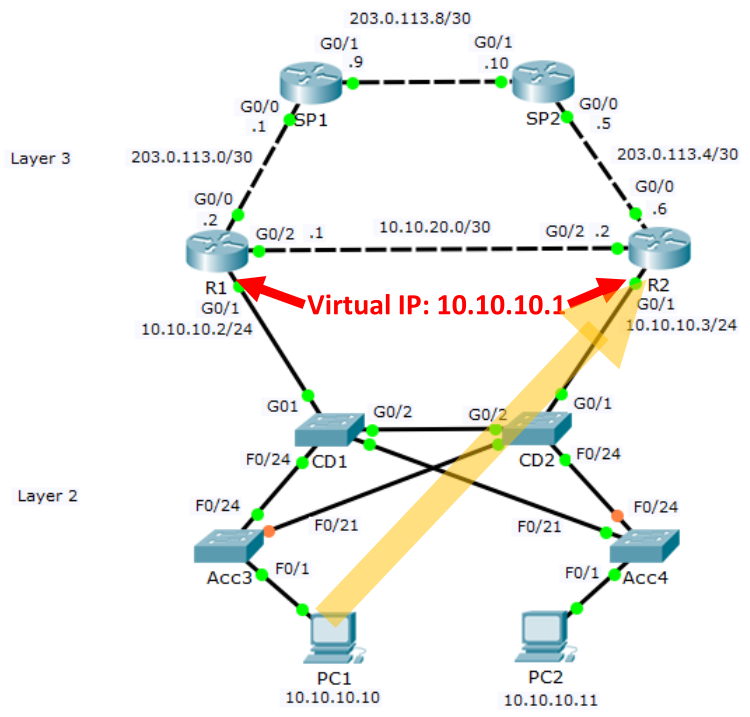 203.0.113.8/30
G0/1
.9
G0/1
.10
SP1
SP2
G0/0
.1
G0/0
.5
Layer 3
203.0.113.0/30
203.0.113.4/30
G0/0
.2
G0/0
.6
10.10.20.0/30
G0/2 .1
G0/2 .2
R1
R2
Virtual IP: 10.10.10.1
G0/1
10.10.10.2/24
G0/1
10.10.10.3/24
G01
G0/2
G0/2
G0/1
CD1
CD2
F0/24
F0/24
Layer 2
F0/24
F0/21
F0/21
F0/24
Acc3
Acc4
F0/1
F0/1
PC1
10.10.10.10
PC2
10.10.10.11